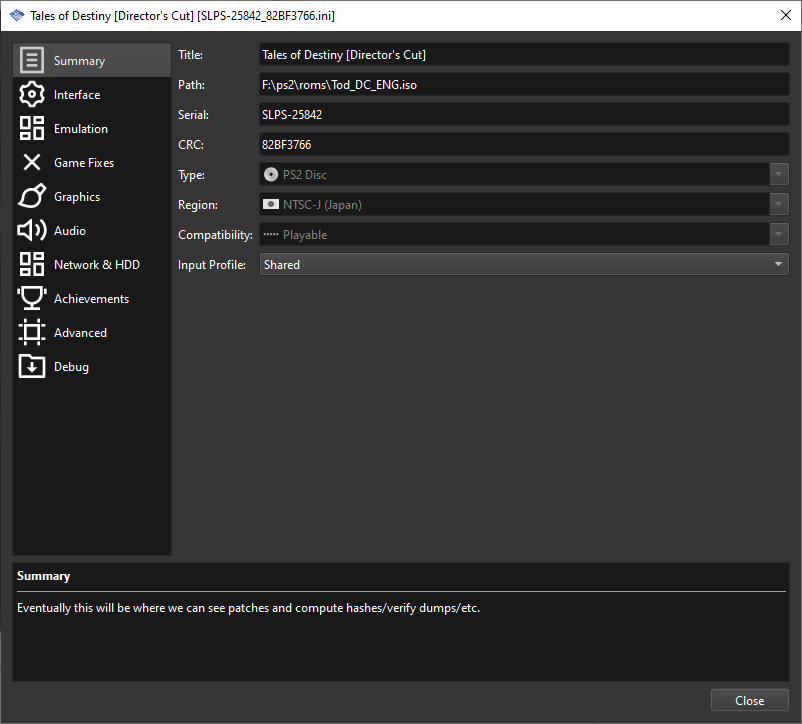 Tales of Destiny [Director's Cut] [SLPS-25842_82BF3766.ini]
Summary
Interface
Emulation
Game Fixes
Graphics
Audio
Network & HDD
Achievements
Advanced
Debug
Title: Tales of Destiny [Director's Cut]
Path: F:\ps2\roms\Tod_DC_ENG.iso
Serial: SLPS-25842
CRC: 82BF3766
Type: PS2 Disc
Region: NTSC-J (Japan)
Compatibility: Playable
Input Profile: Shared
Summary
Eventually this will be where we can see patches and compute hashes/verify dumps/etc.
Close